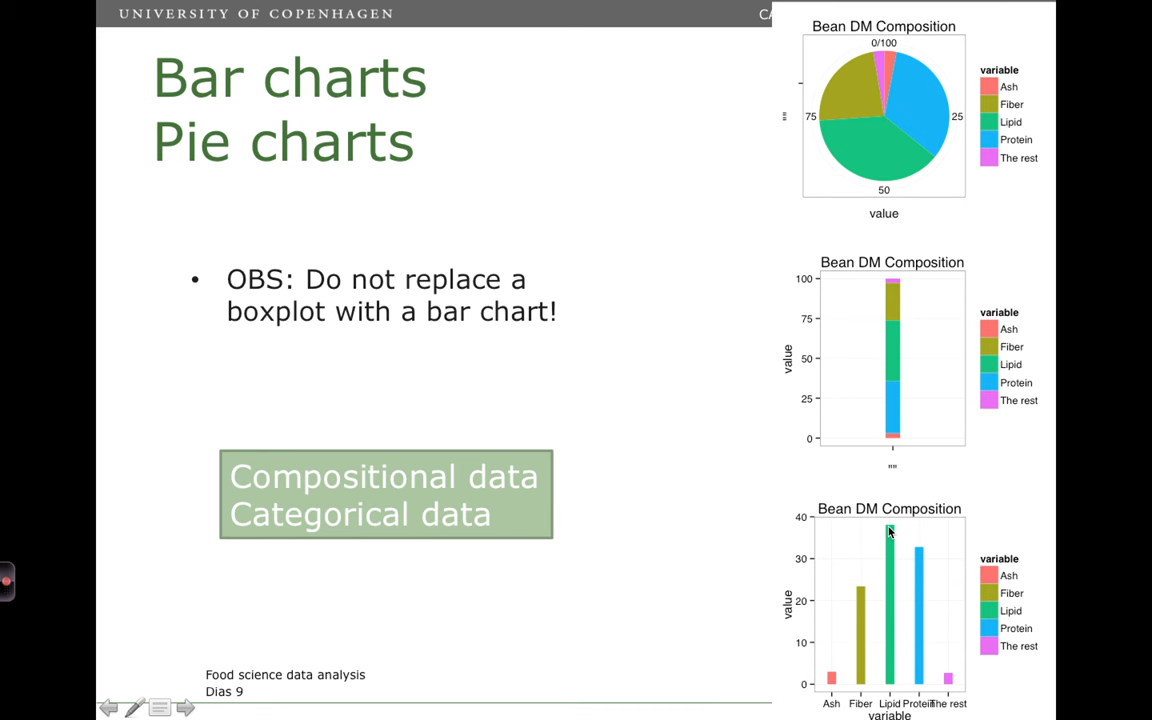 UNIVERSITY OF COPENHAGEN
CA
Bar charts
Pie charts
• OBS: Do not replace a
boxplot with a bar chart!
Compositional data
Categorical data
Food science data analysis
Dias 9
Bean DM Composition
0/100
25
50
75
""
value
variable
Ash
Fiber
Lipid
Protein
The rest
Bean DM Composition
100
75
50
25
0
value
""
variable
Ash
Fiber
Lipid
Protein
The rest
Bean DM Composition
40
30
20
10
0
value
Ash Fiber Lipid Protein The rest
variable
variable
Ash
Fiber
Lipid
Protein
The rest